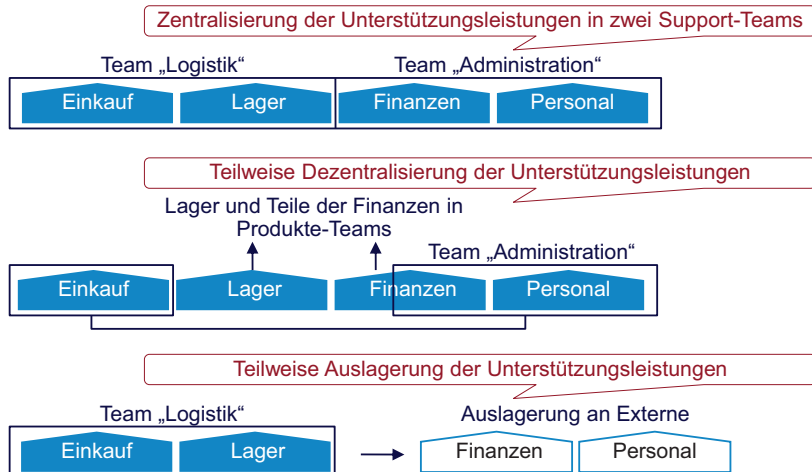 Zentralisierung der Unterstützungsleistungen in zwei Support-Teams
Team „Logistik“
Team „Administration“
Einkauf
Lager
Finanzen
Personal
Teilweise Dezentralisierung der Unterstützungsleistungen
Lager und Teile der Finanzen in
Produkte-Teams
Team „Administration“
Einkauf
Lager
Finanzen
Personal
Teilweise Auslagerung der Unterstützungsleistungen
Team „Logistik“
Auslagerung an Externe
Einkauf
Lager
Finanzen
Personal